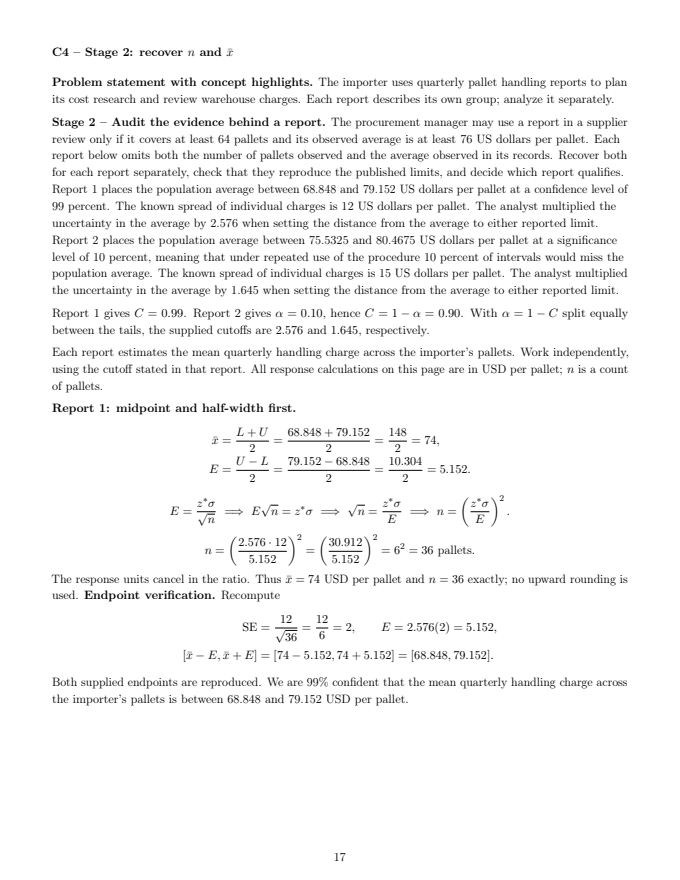 C4 – Stage 2: recover n and x̄
Problem statement with concept highlights. The importer uses quarterly pallet handling reports to plan
its cost research and review warehouse charges. Each report describes its own group; analyze it separately.
Stage 2 – Audit the evidence behind a report. The procurement manager may use a report in a supplier
review only if it covers at least 64 pallets and its observed average is at least 76 US dollars per pallet. Each
report below omits both the number of pallets observed and the average observed in its records. Recover both
for each report separately, check that they reproduce the published limits, and decide which report qualifies.
Report 1 places the population average between 68.848 and 79.152 US dollars per pallet at a confidence level of
99 percent. The known spread of individual charges is 12 US dollars per pallet. The analyst multiplied the
uncertainty in the average by 2.576 when setting the distance from the average to either reported limit.
Report 2 places the population average between 75.5325 and 80.4675 US dollars per pallet at a significance
level of 10 percent, meaning that under repeated use of the procedure 10 percent of intervals would miss the
population average. The known spread of individual charges is 15 US dollars per pallet. The analyst multiplied
the uncertainty in the average by 1.645 when setting the distance from the average to either reported limit.
Report 1 gives C = 0.99. Report 2 gives α = 0.10, hence C = 1 − α = 0.90. With α = 1 − C split equally
between the tails, the supplied cutoffs are 2.576 and 1.645, respectively.
Each report estimates the mean quarterly handling charge across the importer's pallets. Work independently,
using the cutoff stated in that report. All response calculations on this page are in USD per pallet; n is a count
of pallets.
Report 1: midpoint and half-width first.
x̄ = (L + U)/2 = (68.848 + 79.152)/2 = 148/2 = 74,
E = (U − L)/2 = (79.152 − 68.848)/2 = 10.304/2 = 5.152.
E = z*σ/√n ⟹ E√n = z*σ ⟹ √n = z*σ/E ⟹ n = (z*σ/E)².
n = (2.576 · 12/5.152)² = (30.912/5.152)² = 6² = 36 pallets.
The response units cancel in the ratio. Thus x̄ = 74 USD per pallet and n = 36 exactly; no upward rounding is
used. Endpoint verification. Recompute
SE = 12/√36 = 12/6 = 2, E = 2.576(2) = 5.152,
[x̄ − E, x̄ + E] = [74 − 5.152, 74 + 5.152] = [68.848, 79.152].
Both supplied endpoints are reproduced. We are 99% confident that the mean quarterly handling charge across
the importer's pallets is between 68.848 and 79.152 USD per pallet.
17